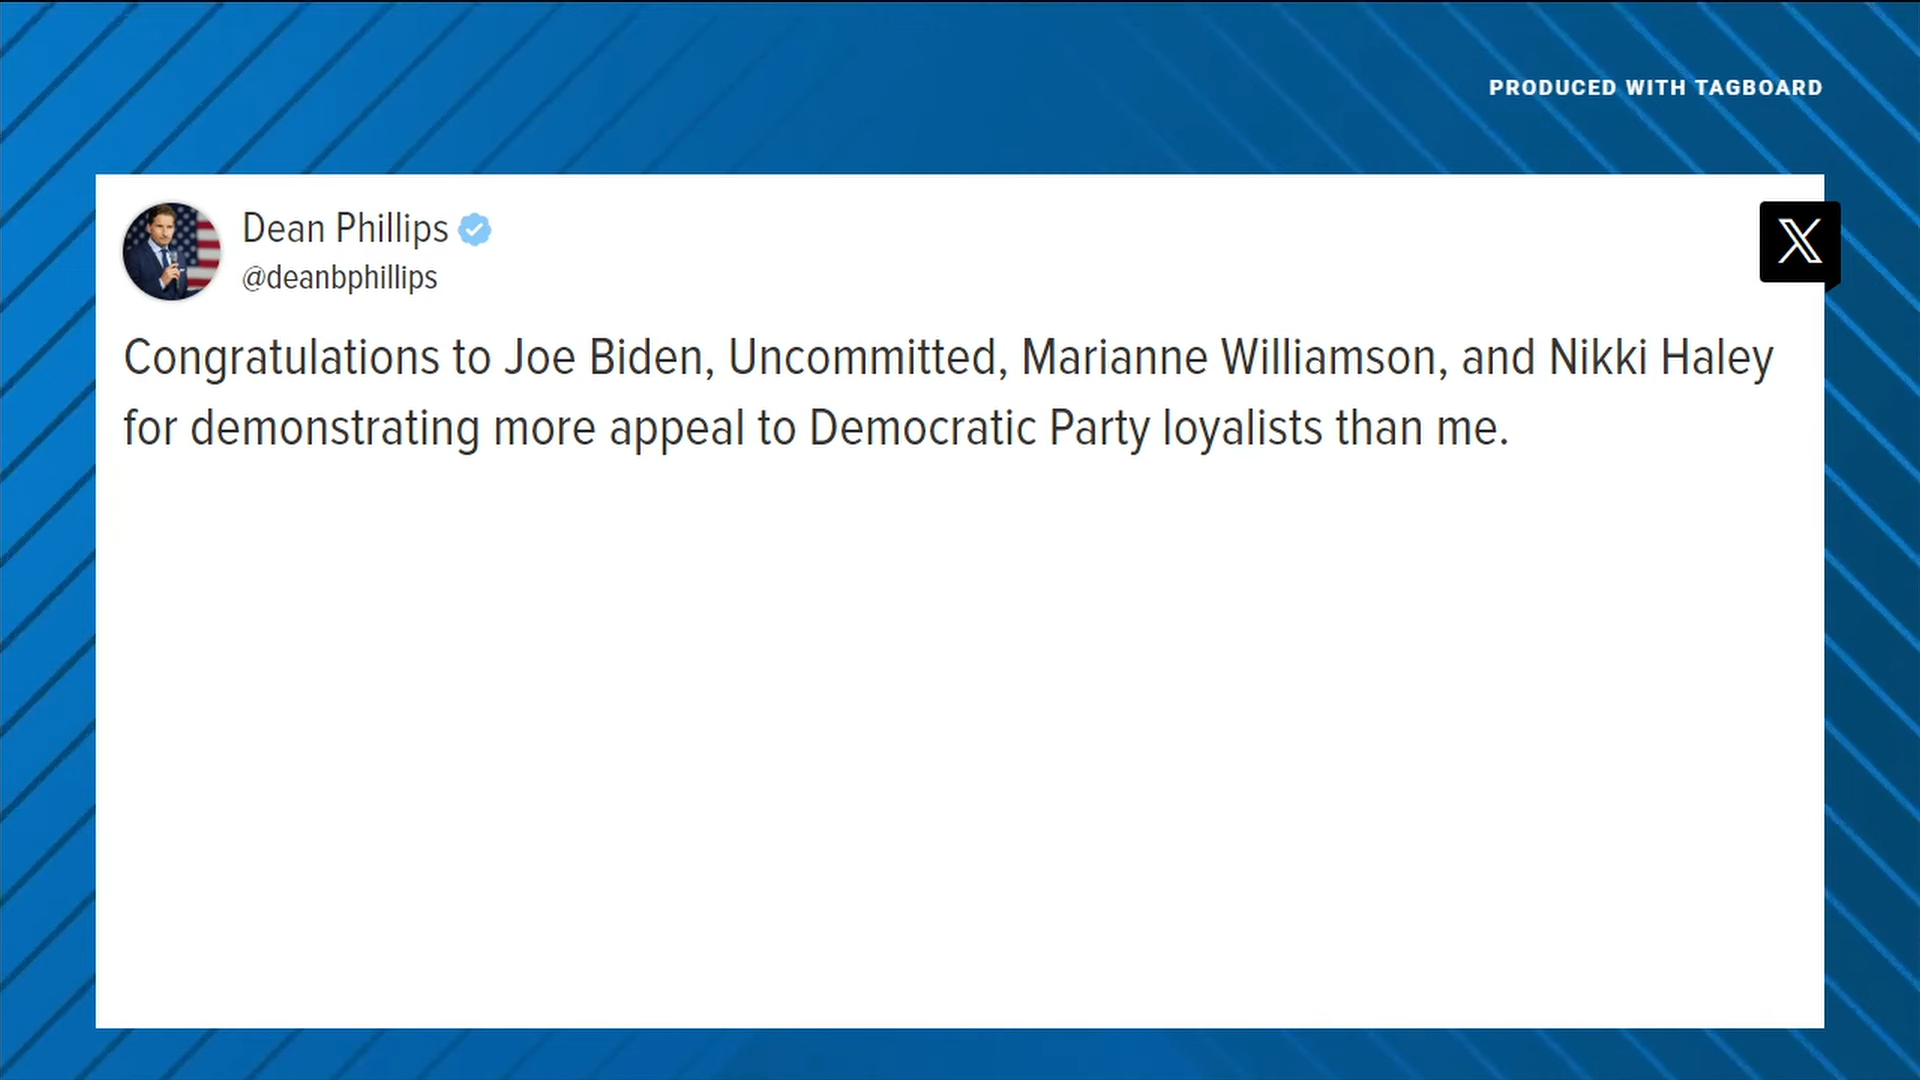 PRODUCED WITH TAGBOARD
Dean Phillips
@deanbphillips
Congratulations to Joe Biden, Uncommitted, Marianne Williamson, and Nikki Haley
for demonstrating more appeal to Democratic Party loyalists than me.